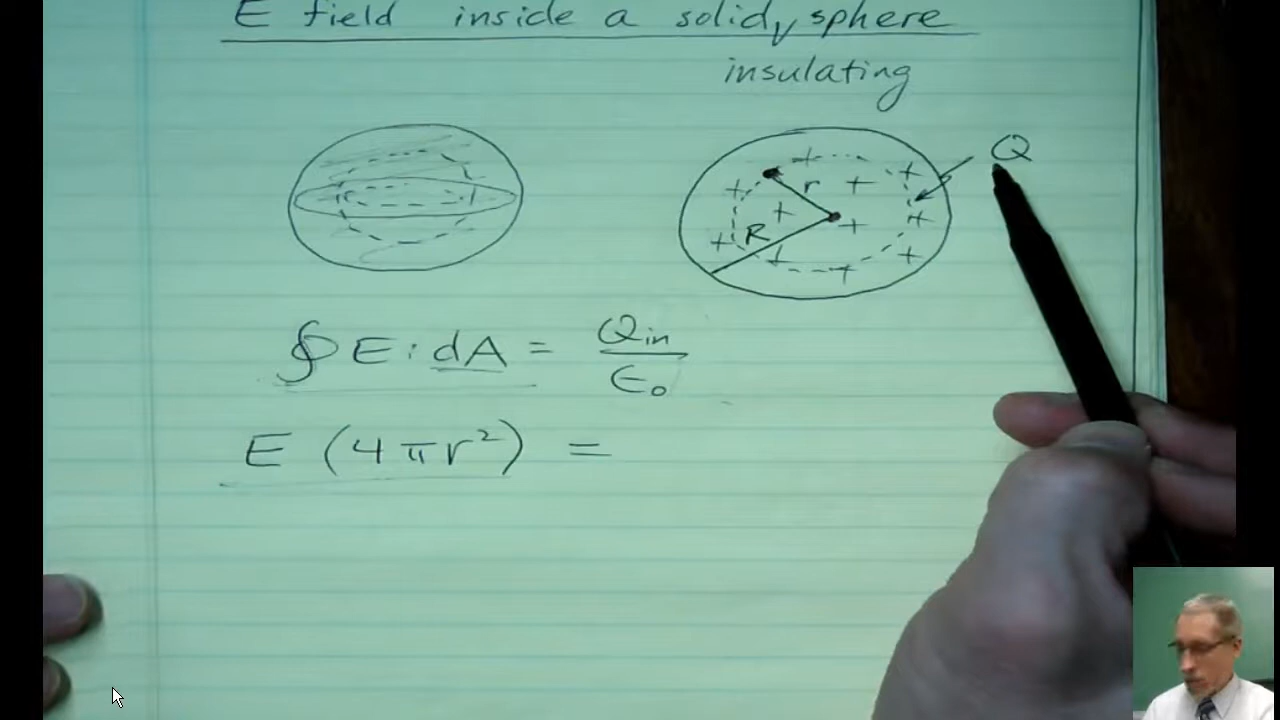 E field inside a solid sphere
insulating
Q
r
R
∮ E · dA = Qin / ϵ₀
E (4πr²) =